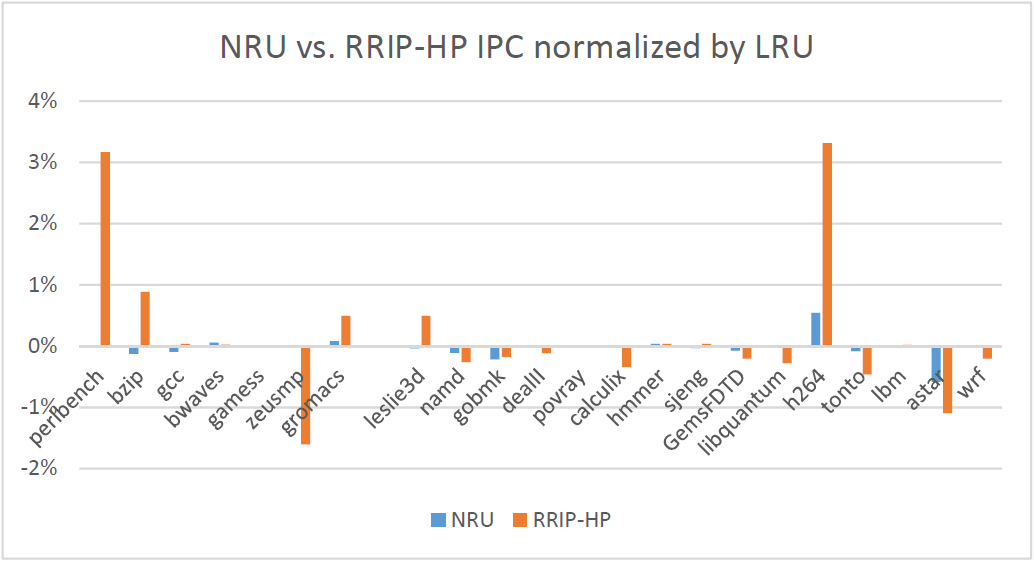 NRU vs. RRIP-HP IPC normalized by LRU
4%
3%
2%
1%
0%
-1%
-2%
perlbench
bzip
gcc
bwaves
gamess
zeusmp
gromacs
leslie3d
namd
gobmk
dealII
povray
calculix
hmmer
sjeng
GemsFDTD
libquantum
h264
tonto
lbm
astar
wrf
NRU
RRIP-HP